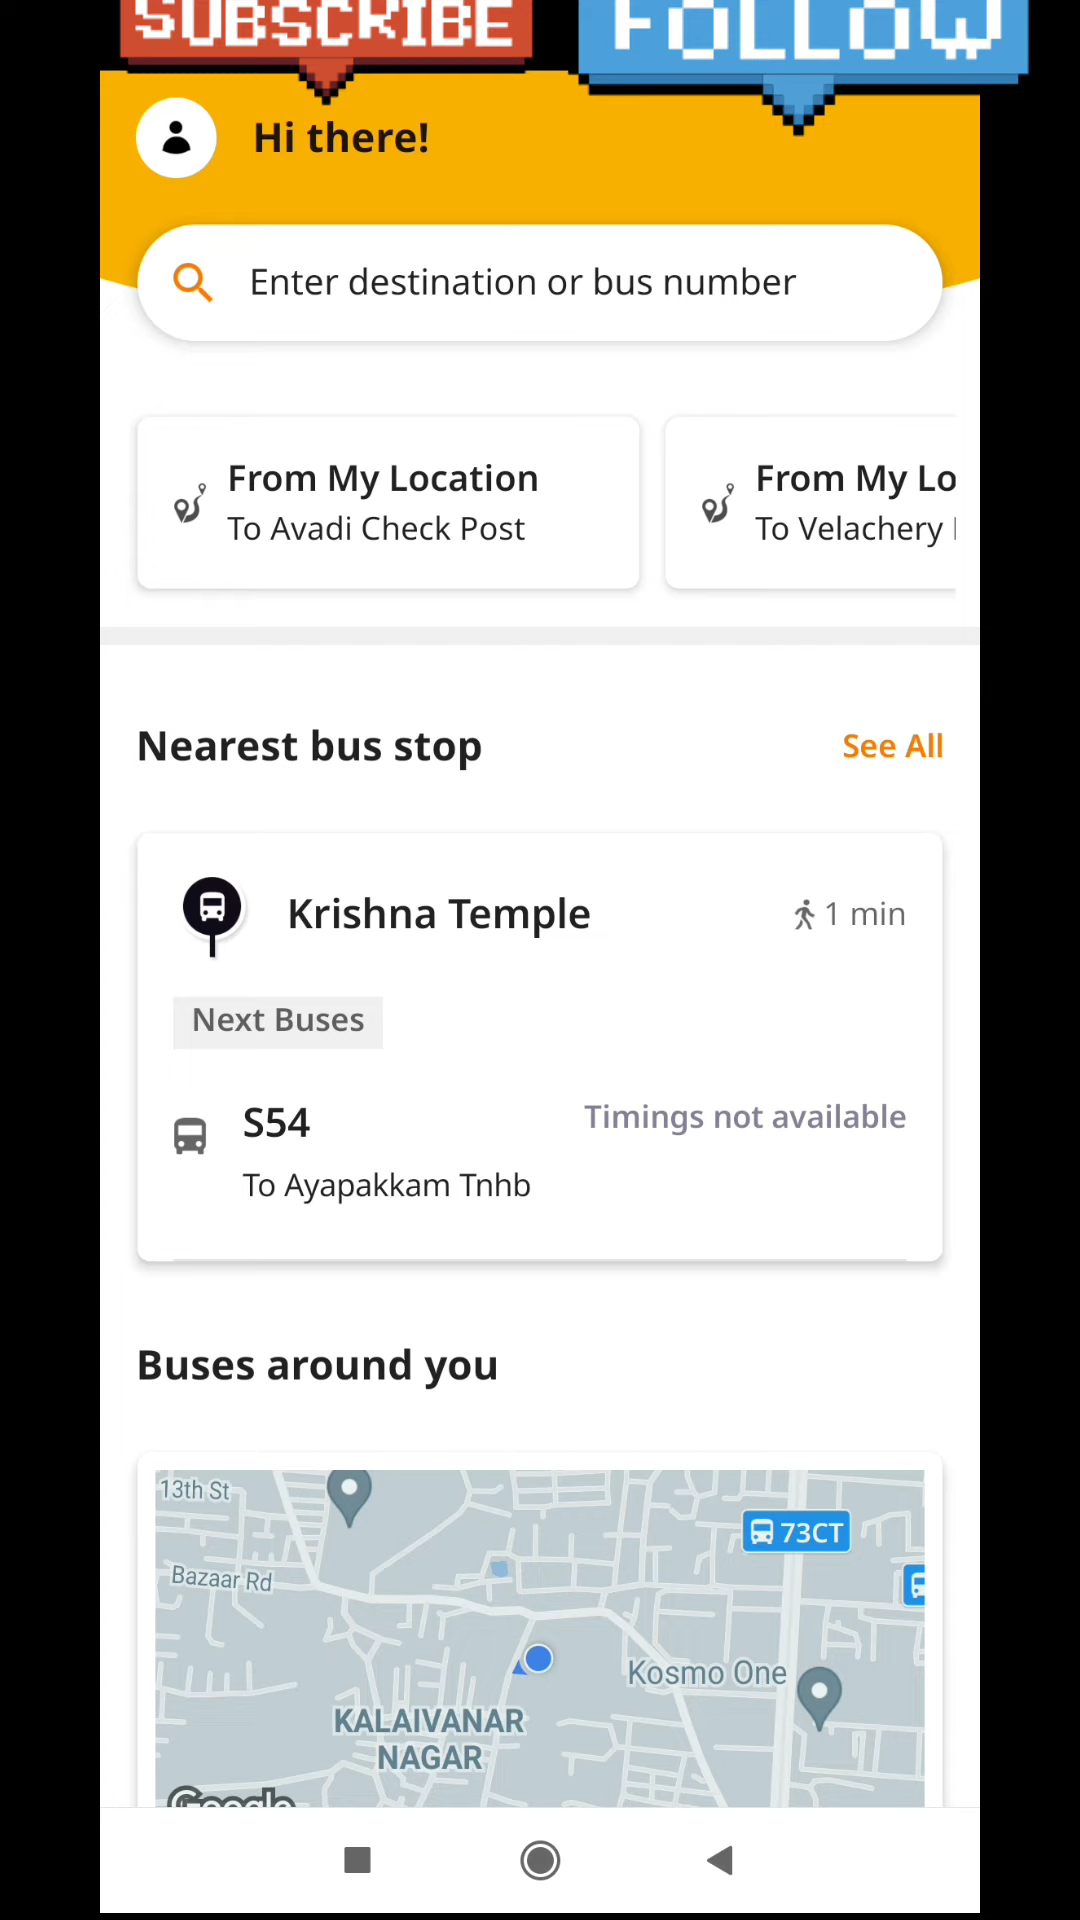 SUBSCRIBE
FOLLOW
Hi there!
Enter destination or bus number
From My Location
To Avadi Check Post
From My Lo
To Velachery
Nearest bus stop
See All
Krishna Temple
1 min
Next Buses
S54
Timings not available
To Ayapakkam Tnhb
Buses around you
13th St
73CT
Bazaar Rd
Kosmo One
KALAIVANAR
NAGAR
Google